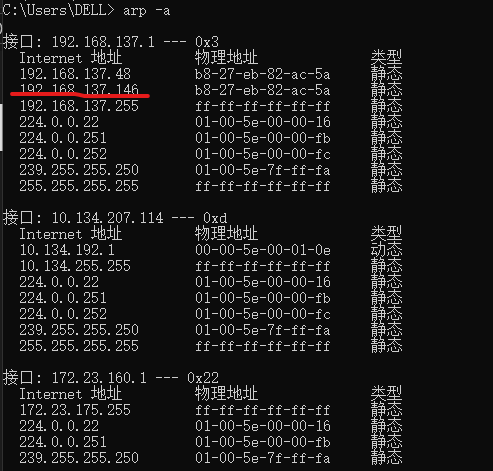 C:\Users\DELL> arp -a
接口: 192.168.137.1 --- 0x3
Internet 地址 物理地址 类型
192.168.137.48 b8-27-eb-82-ac-5a 静态
192.168.137.146 b8-27-eb-82-ac-5a 静态
192.168.137.255 ff-ff-ff-ff-ff-ff 静态
224.0.0.22 01-00-5e-00-00-16 静态
224.0.0.251 01-00-5e-00-00-fb 静态
224.0.0.252 01-00-5e-00-00-fc 静态
239.255.255.250 01-00-5e-7f-ff-fa 静态
255.255.255.255 ff-ff-ff-ff-ff-ff 静态
接口: 10.134.207.114 --- 0xd
Internet 地址 物理地址 类型
10.134.192.1 00-00-5e-00-01-0e 动态
10.134.255.255 ff-ff-ff-ff-ff-ff 静态
224.0.0.22 01-00-5e-00-00-16 静态
224.0.0.251 01-00-5e-00-00-fb 静态
224.0.0.252 01-00-5e-00-00-fc 静态
239.255.255.250 01-00-5e-7f-ff-fa 静态
255.255.255.255 ff-ff-ff-ff-ff-ff 静态
接口: 172.23.160.1 --- 0x22
Internet 地址 物理地址 类型
172.23.175.255 ff-ff-ff-ff-ff-ff 静态
224.0.0.22 01-00-5e-00-00-16 静态
224.0.0.251 01-00-5e-00-00-fb 静态
239.255.255.250 01-00-5e-7f-ff-fa 静态